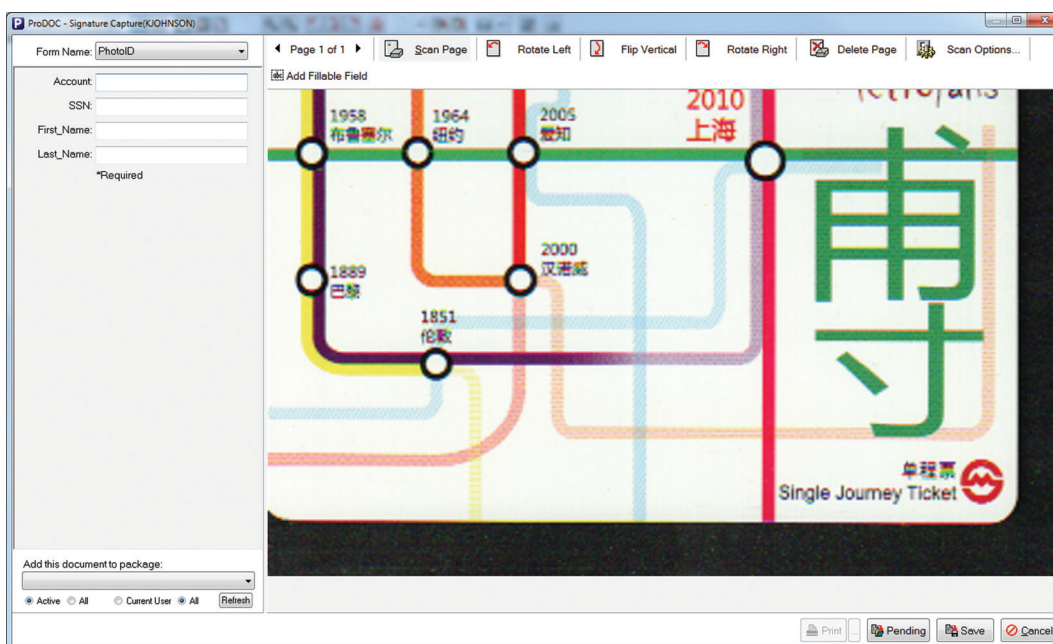 ProDOC - Signature Capture(KJOHNSON)
Form Name: PhotoID
Page 1 of 1
Scan Page
Rotate Left
Flip Vertical
Rotate Right
Delete Page
Scan Options...
Add Fillable Field
Account:
SSN:
First_Name:
Last_Name:
*Required
1958
布鲁塞尔
1964
纽约
2005
爱知
2010
上海
1889
巴黎
2000
汉诺威
1851
伦敦
单程票
Single Journey Ticket
Add this document to package:
Active All Current User All Refresh
Print ... Pending Save Cancel